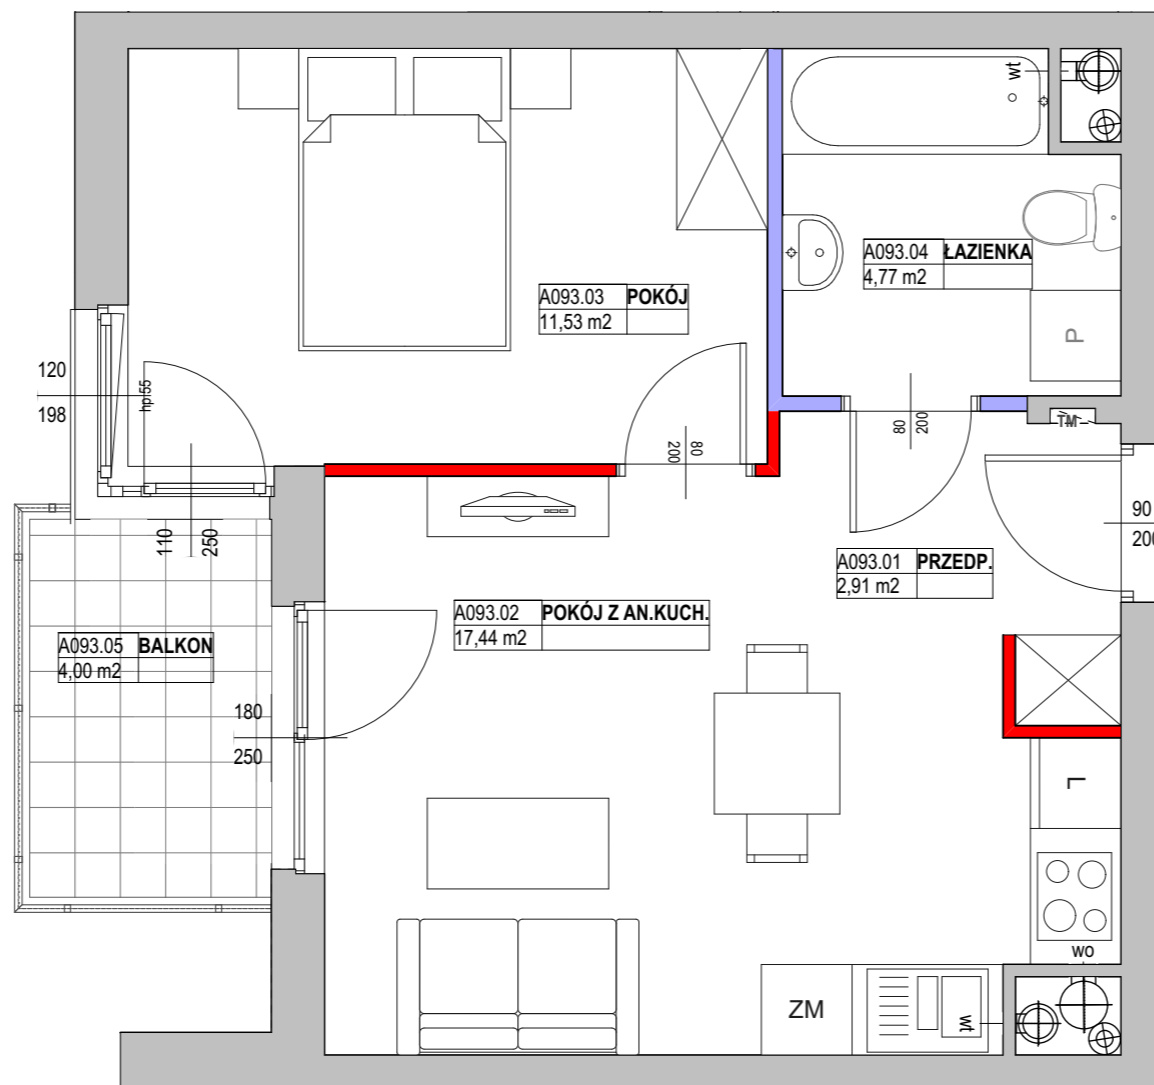 wt
A093.04 ŁAZIENKA
4,77 m2
A093.03 POKÓJ
11,53 m2
P
120
198
hp.55
TM
80
200
80
200
90
200
110
250
A093.01 PRZEDP.
2,91 m2
A093.02 POKÓJ Z AN.KUCH.
17,44 m2
A093.05 BALKON
4,00 m2
180
250
L
wo
ZM
wt